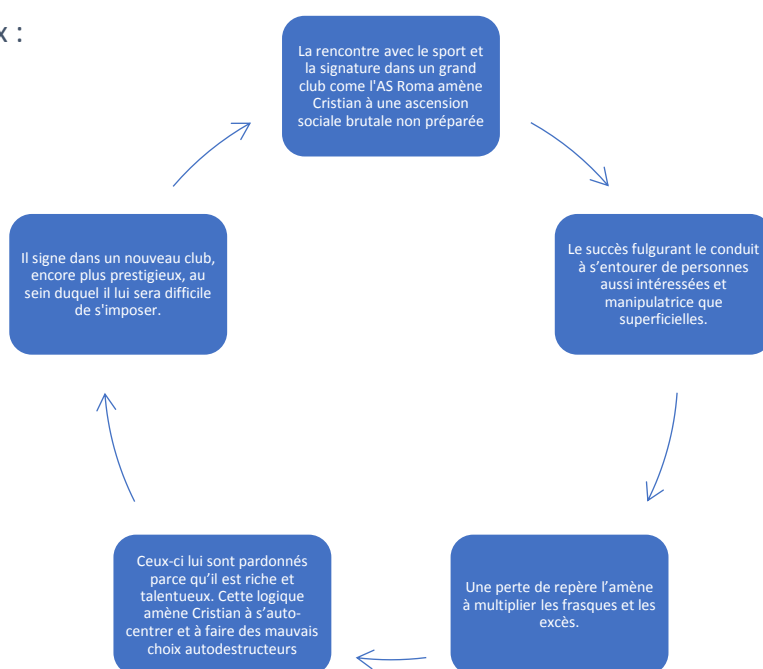 x :
La rencontre avec le sport et
la signature dans un grand
club come l'AS Roma amène
Cristian à une ascension
sociale brutale non préparée
Le succès fulgurant le conduit
à s’entourer de personnes
aussi intéressées et
manipulatrice que
superficielles.
Une perte de repère l’amène
à multiplier les frasques et les
excès.
Ceux-ci lui sont pardonnés
parce qu’il est riche et
talentueux. Cette logique
amène Cristian à s’auto-
centrer et à faire des mauvais
choix autodestructeurs
Il signe dans un nouveau club,
encore plus prestigieux, au
sein duquel il lui sera difficile
de s'imposer.